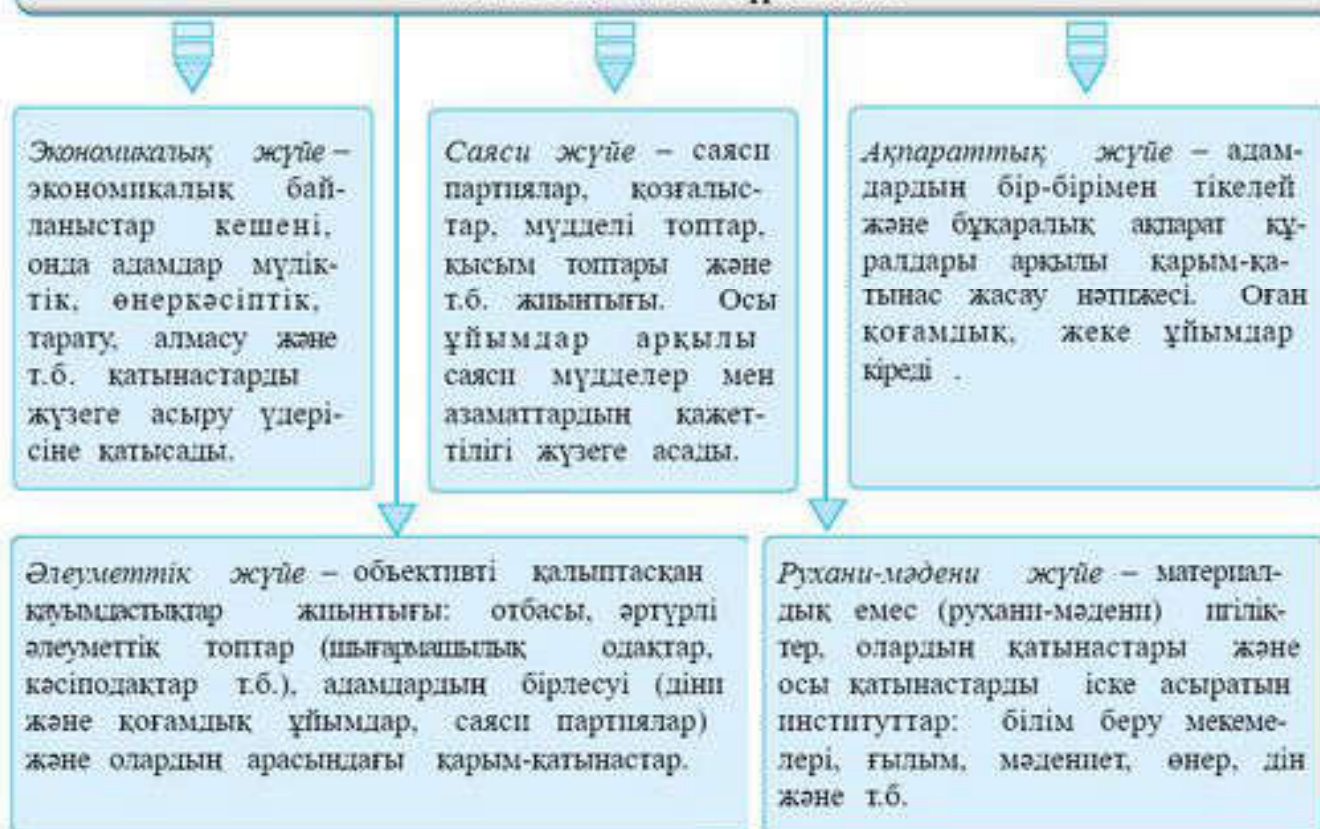 Экономикалық жүйе –
экономикалық бай-
ланыстар кешені,
онда адамдар мүлік-
тік, өнеркәсіптік,
тарату, алмасу және
т.б. қатынастарды
жүзеге асыру үдері-
сіне қатысады.
Саяси жүйе – саяси
партиялар, қозғалыс-
тар, мүдделі топтар,
қысым топтары және
т.б. жиынтығы. Осы
ұйымдар арқылы
саяси мүдделер мен
азаматтардың қажет-
тілігі жүзеге асады.
Ақпараттық жүйе – адам-
дардың бір-бірімен тікелей
және бұқаралық ақпарат құ-
ралдары арқылы қарым-қа-
тынас жасау нәтижесі. Оған
қоғамдық, жеке ұйымдар
кіреді .
Әлеуметтік жүйе – объективті қалыптасқан
қауымдастықтар жиынтығы: отбасы, әртүрлі
әлеуметтік топтар (шығармашылық одақтар,
кәсіподақтар т.б.), адамдардың бірлесуі (діни
және қоғамдық ұйымдар, саяси партиялар)
және олардың арасындағы қарым-қатынастар.
Рухани-мәдени жүйе – материал-
дық емес (рухани-мәдени) игілік-
тер, олардың қатынастары және
осы қатынастарды іске асыратын
институттар: білім беру мекеме-
лері, ғылым, мәдениет, өнер, дін
және т.б.